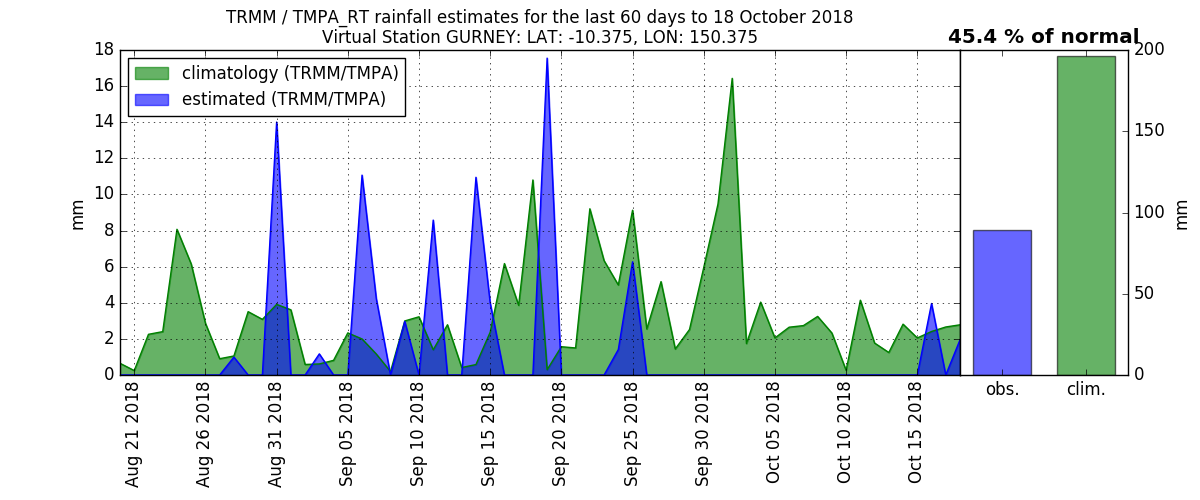 TRMM / TMPA_RT rainfall estimates for the last 60 days to 18 October 2018
Virtual Station GURNEY: LAT: -10.375, LON: 150.375
45.4 % of normal
climatology (TRMM/TMPA)
estimated (TRMM/TMPA)
18
16
14
12
10
8
6
4
2
0
mm
Aug 21 2018
Aug 26 2018
Aug 31 2018
Sep 05 2018
Sep 10 2018
Sep 15 2018
Sep 20 2018
Sep 25 2018
Sep 30 2018
Oct 05 2018
Oct 10 2018
Oct 15 2018
obs.
clim.
200
150
100
50
0
mm